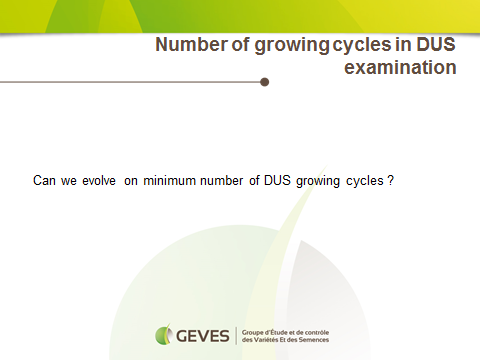 Number of growing cycles in DUS
examination
Can we evolve on minimum number of DUS growing cycles ?
GEVES
Groupe d'Étude et de contrôle
des Variétés Et des Semences